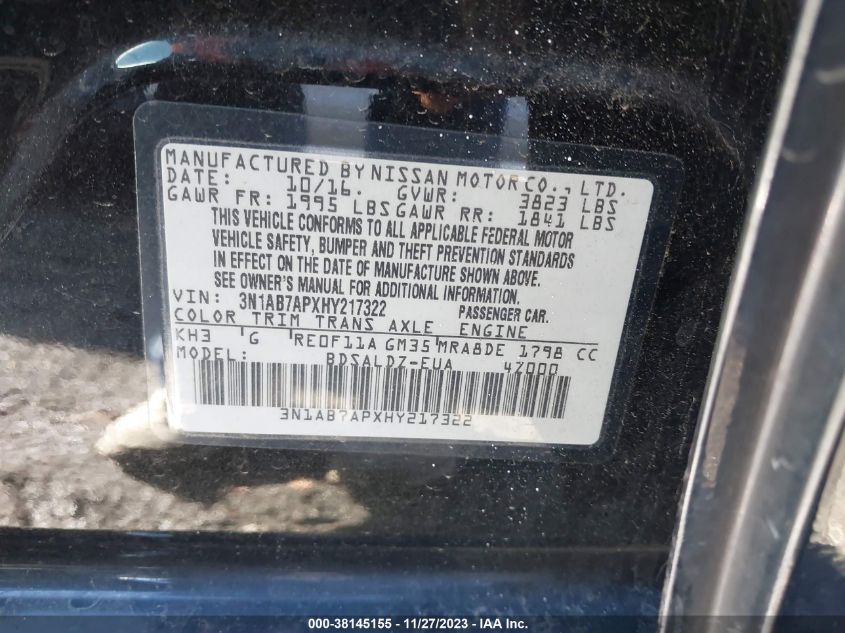 MANUFACTURED BY NISSAN MOTOR CO., LTD.
DATE: 10/16. GVWR: 3823 LBS
GAWR FR: 1995 LBS GAWR RR: 1841 LBS
THIS VEHICLE CONFORMS TO ALL APPLICABLE FEDERAL MOTOR
VEHICLE SAFETY, BUMPER AND THEFT PREVENTION STANDARDS
IN EFFECT ON THE DATE OF MANUFACTURE SHOWN ABOVE.
SEE OWNER'S MANUAL FOR ADDITIONAL INFORMATION.
VIN: 3N1AB7APXHY217322 PASSENGER CAR.
COLOR TRIM TRANS AXLE ENGINE
KH3 G RE0F11A GM35 MRA8DE 1798 CC
MODEL: BDSALDZ-EUA 47000
3N1AB7APXHY217322
000-38145155 — 11/27/2023 — IAAI.COM